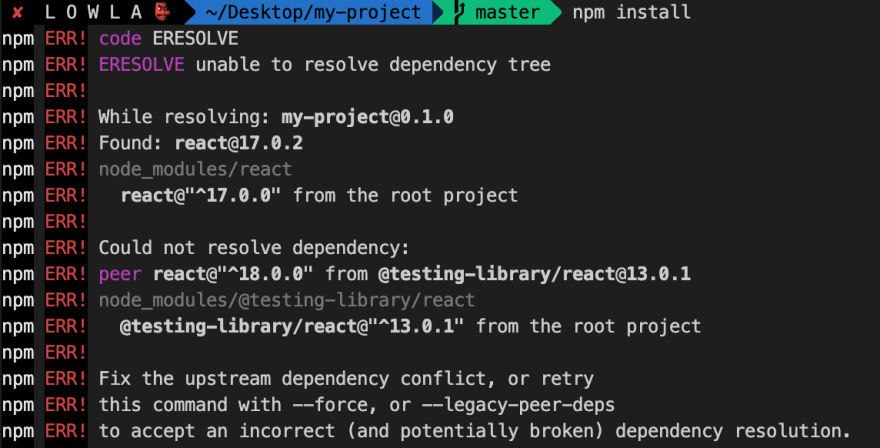 ✘ L O W L A 👺 ~/Desktop/my-project master npm install
npm ERR! code ERESOLVE
npm ERR! ERESOLVE unable to resolve dependency tree
npm ERR!
npm ERR! While resolving: my-project@0.1.0
npm ERR! Found: react@17.0.2
npm ERR! node_modules/react
npm ERR!   react@"^17.0.0" from the root project
npm ERR!
npm ERR! Could not resolve dependency:
npm ERR! peer react@"^18.0.0" from @testing-library/react@13.0.1
npm ERR! node_modules/@testing-library/react
npm ERR!   @testing-library/react@"^13.0.1" from the root project
npm ERR!
npm ERR! Fix the upstream dependency conflict, or retry
npm ERR! this command with --force, or --legacy-peer-deps
npm ERR! to accept an incorrect (and potentially broken) dependency resolution.